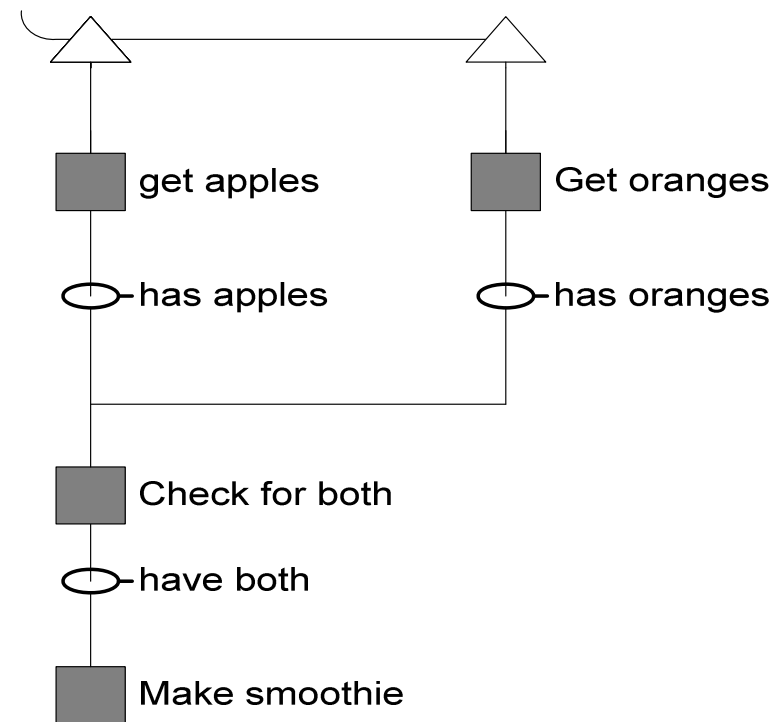 get apples
Get oranges
has apples
has oranges
Check for both
have both
Make smoothie